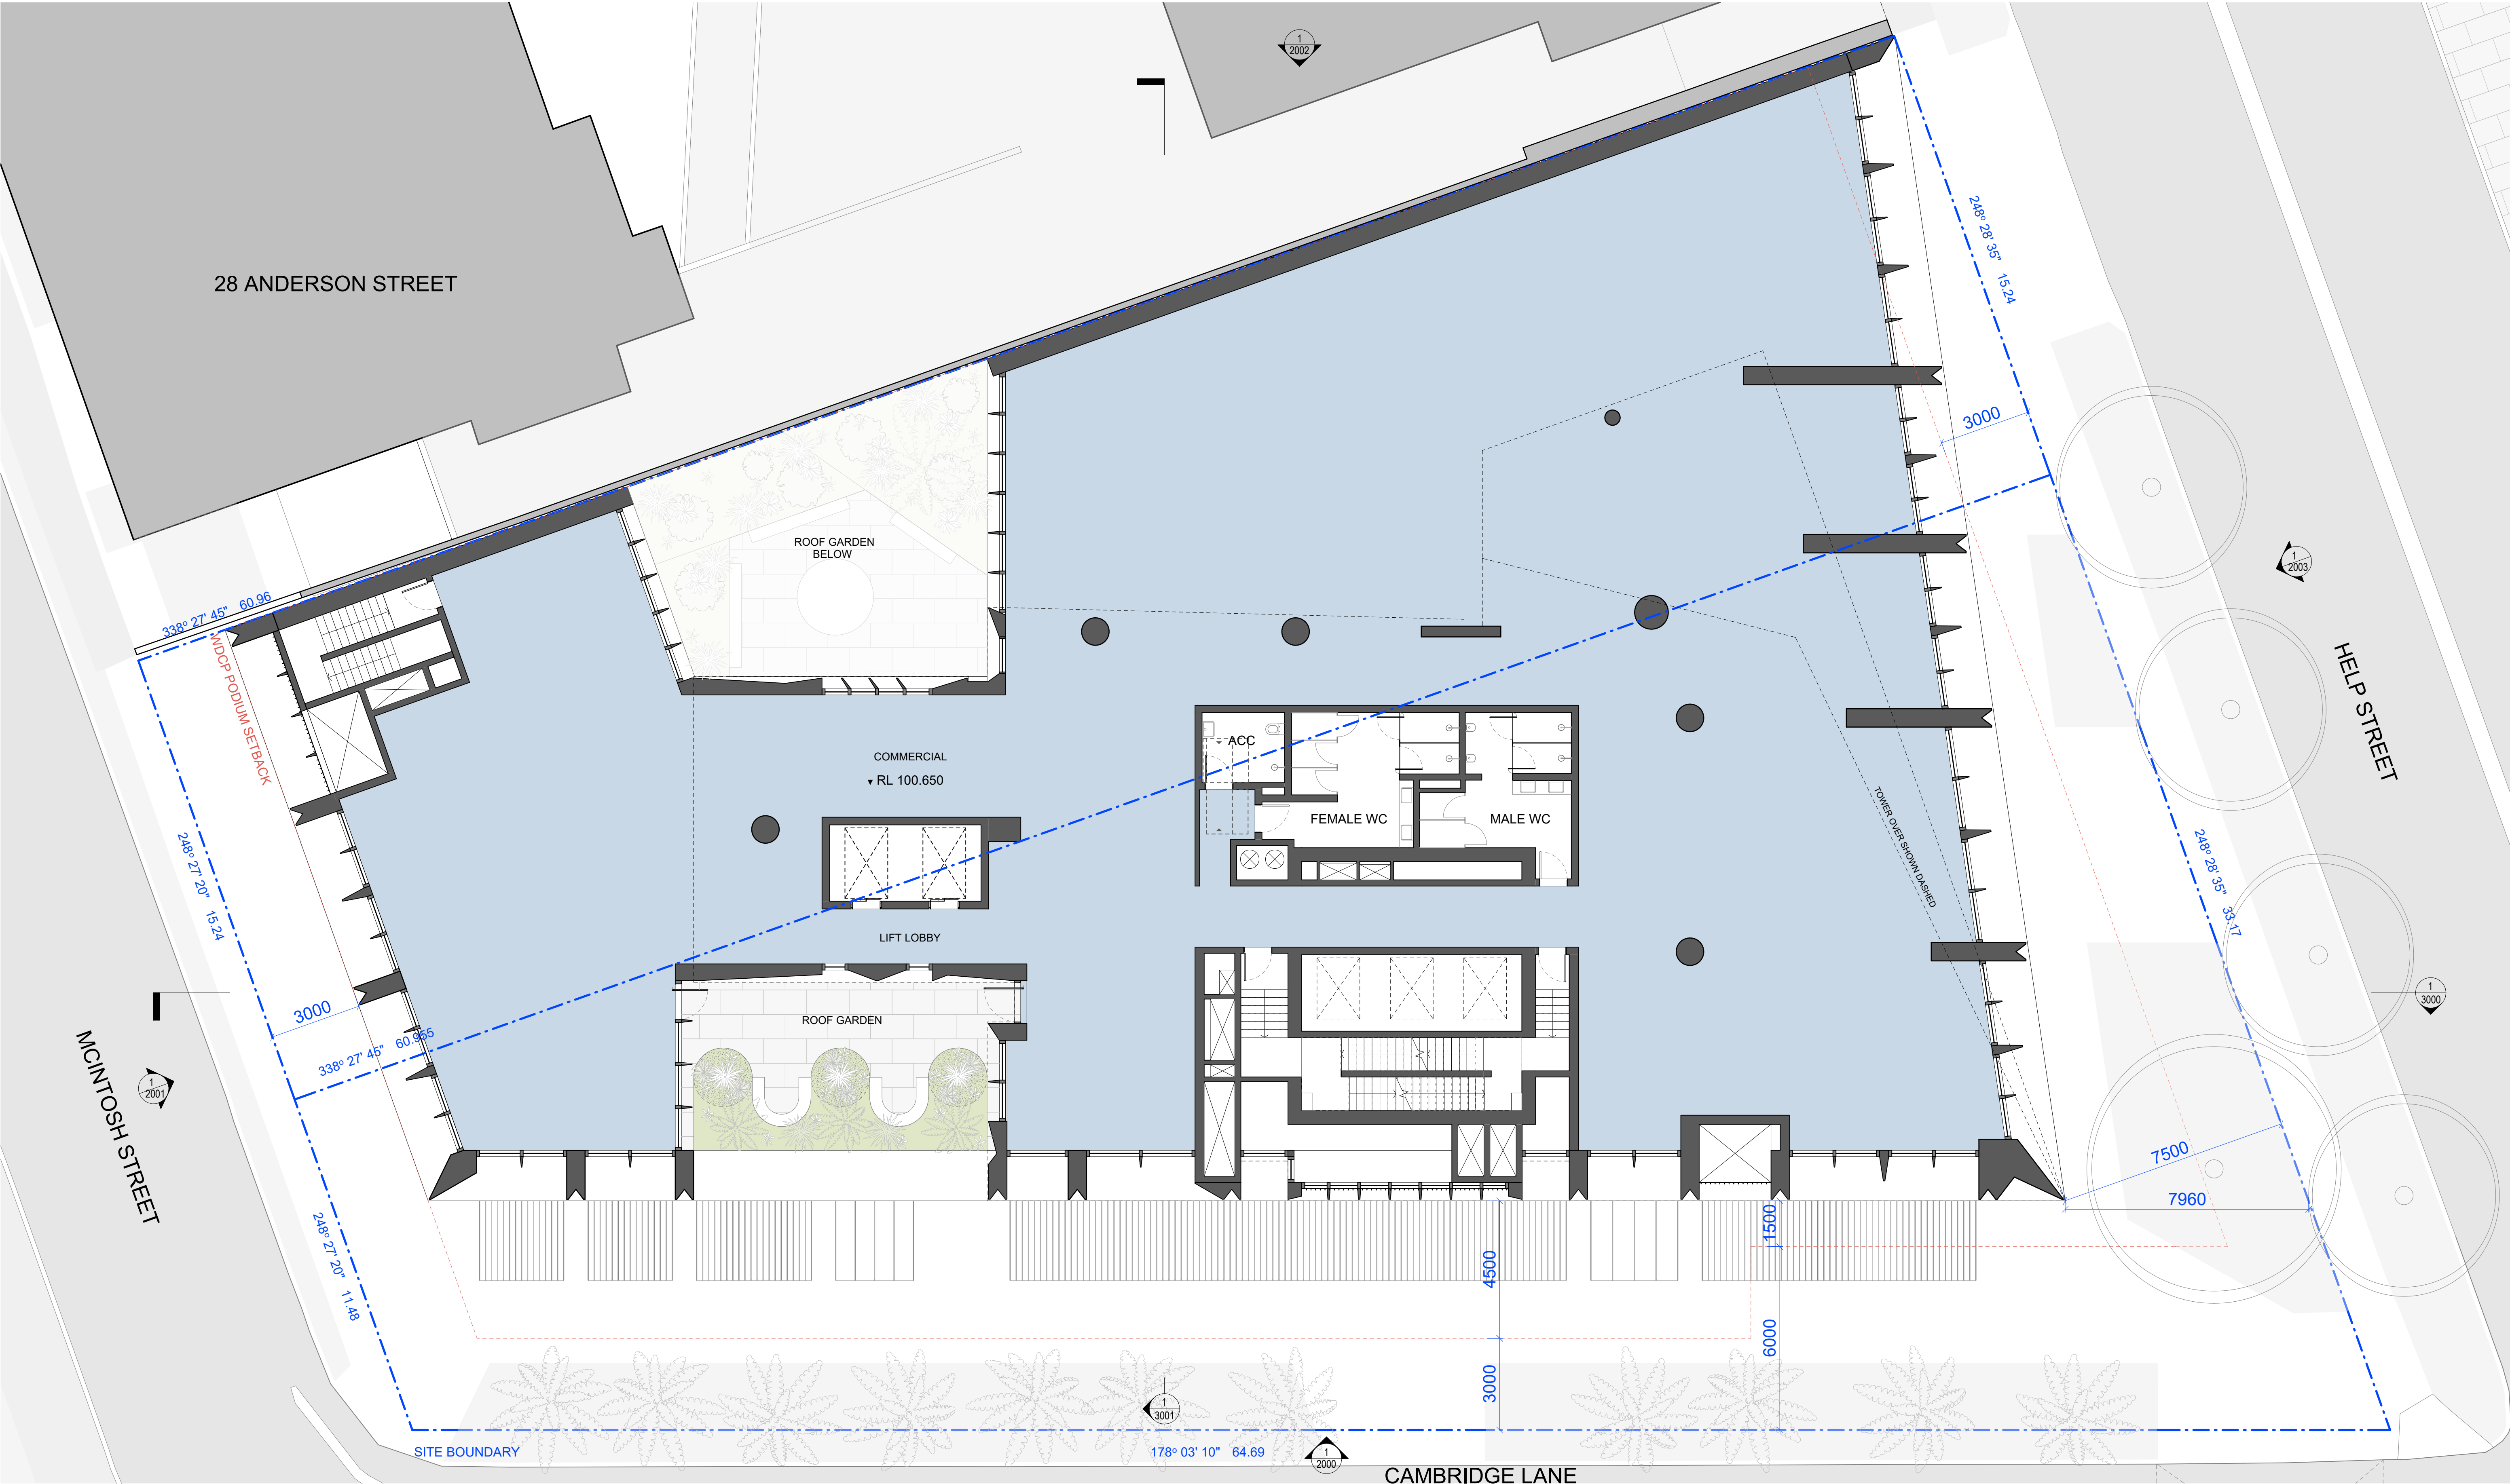 1
2002
28 ANDERSON STREET
248° 28' 35"   15.24
3000
ROOF GARDEN
BELOW
1
2003
338° 27' 45"   60.96
WDCP PODIUM SETBACK
HELP STREET
ACC
COMMERCIAL
RL 100.650
FEMALE WC
MALE WC
TOWER OVER SHOWN DASHED
248° 27' 20"   15.24
248° 28' 35"   33.17
LIFT LOBBY
3000
ROOF GARDEN
338° 27' 45"   60.955
1
3000
MCINTOSH STREET
1
2001
7500
7960
248° 27' 20"   11.48
1500
4500
6000
3000
1
3001
SITE BOUNDARY
178° 03' 10"   64.69
1
2000
CAMBRIDGE LANE